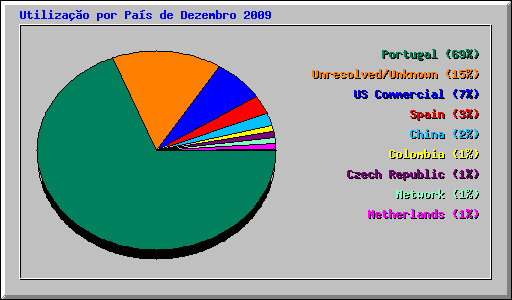 Utilização por País de Dezembro 2009
Portugal (69%)
Unresolved/Unknown (15%)
US Commercial (7%)
Spain (3%)
China (2%)
Colombia (1%)
Czech Republic (1%)
Network (1%)
Netherlands (1%)